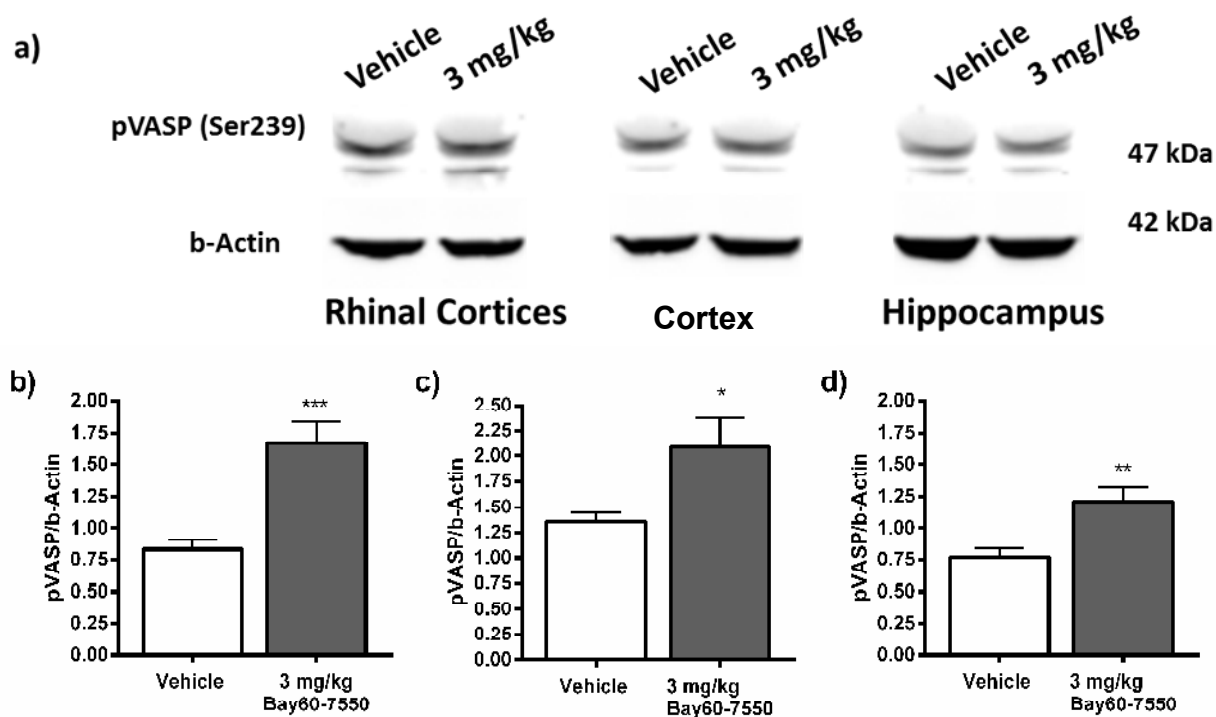 a)
Vehicle 3 mg/kg Vehicle 3 mg/kg Vehicle 3 mg/kg
pVASP (Ser239)
47 kDa
42 kDa
b-Actin
Rhinal Cortices Cortex Hippocampus
b)
***
pVASP/b-Actin
2.00
1.75
1.50
1.25
1.00
0.75
0.50
0.25
0.00
Vehicle 3 mg/kg
Bay60-7550
c)
*
pVASP/b-Actin
2.50
2.25
2.00
1.75
1.50
1.25
1.00
0.75
0.50
0.25
0.00
Vehicle 3 mg/kg
Bay60-7550
d)
**
pVASP/b-Actin
2.00
1.75
1.50
1.25
1.00
0.75
0.50
0.25
0.00
Vehicle 3 mg/kg
Bay60-7550